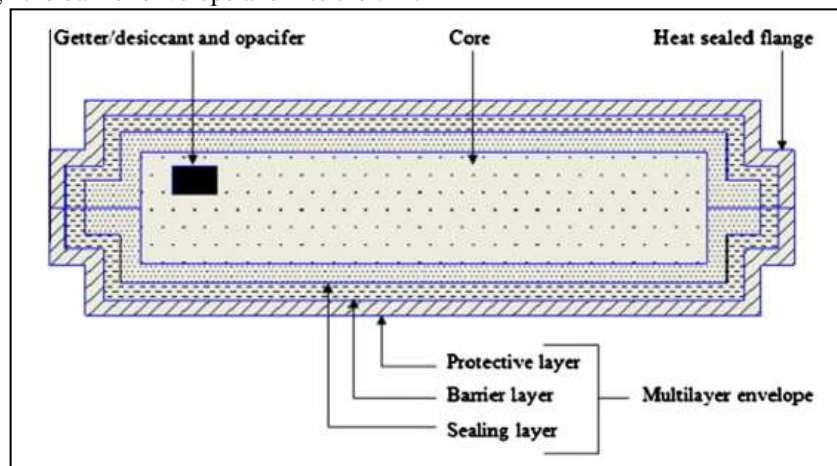 Getter/desiccant and opacifer Core Heat sealed flange
Protective layer
Barrier layer Multilayer envelope
Sealing layer